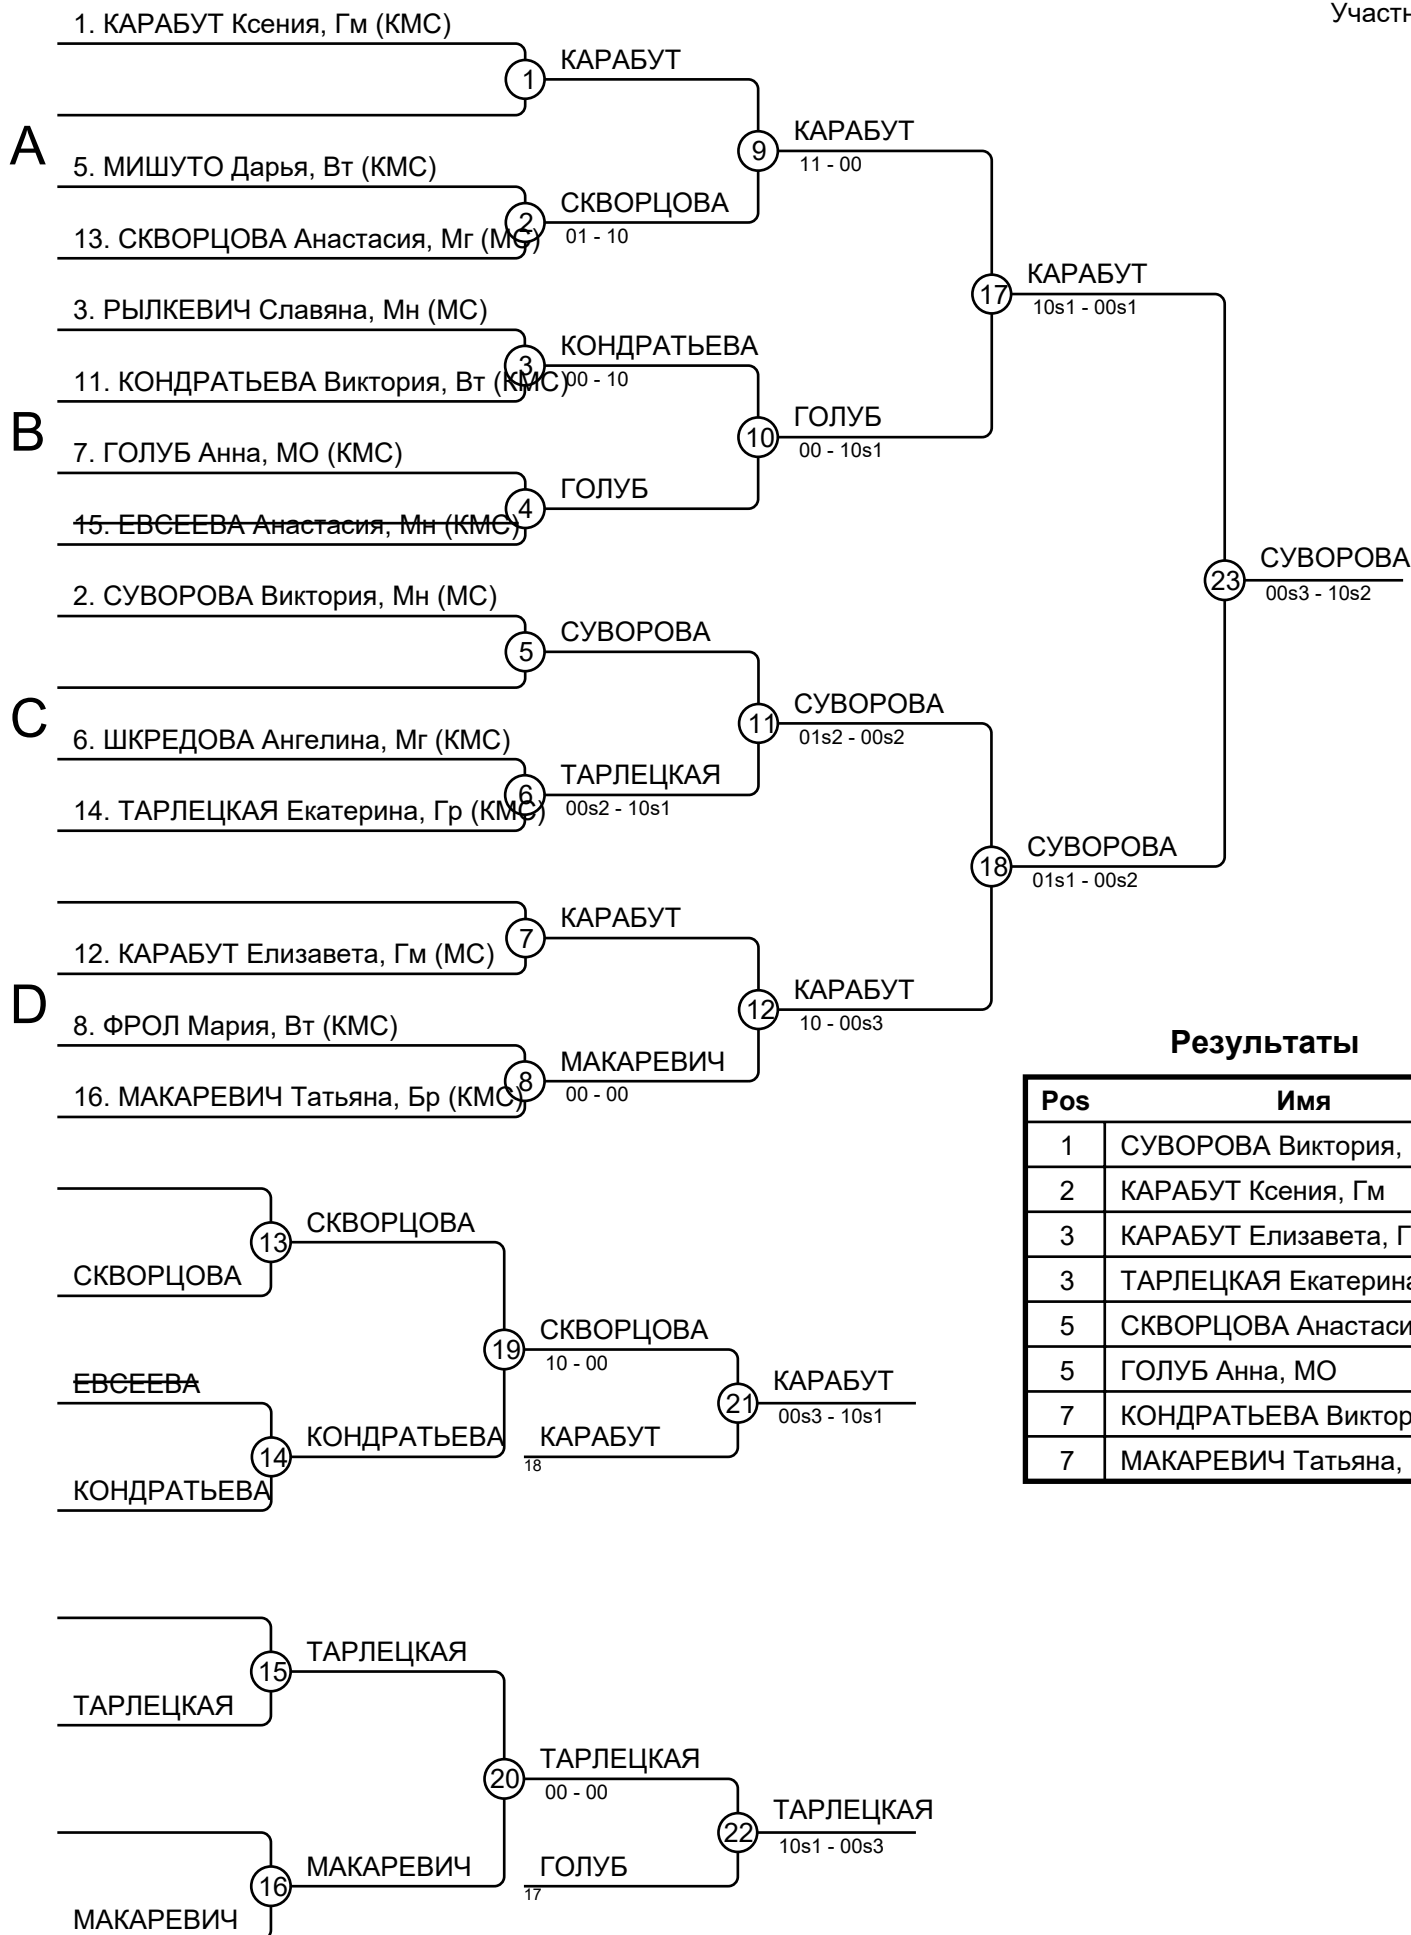 Участн
1. КАРАБУТ Ксения, Гм (КМС)
1
КАРАБУТ
A
9
КАРАБУТ
11 - 00
5. МИШУТО Дарья, Вт (КМС)
2
СКВОРЦОВА
01 - 10
13. СКВОРЦОВА Анастасия, Мг (МС)
17
КАРАБУТ
10s1 - 00s1
3. РЫЛКЕВИЧ Славяна, Мн (МС)
3
КОНДРАТЬЕВА
00 - 10
11. КОНДРАТЬЕВА Виктория, Вт (КМС)
B
10
ГОЛУБ
00 - 10s1
7. ГОЛУБ Анна, МО (КМС)
4
ГОЛУБ
15. ЕВСЕЕВА Анастасия, Мн (КМС)
23
СУВОРОВА
00s3 - 10s2
2. СУВОРОВА Виктория, Мн (МС)
5
СУВОРОВА
C
11
СУВОРОВА
01s2 - 00s2
6. ШКРЕДОВА Ангелина, Мг (КМС)
6
ТАРЛЕЦКАЯ
00s2 - 10s1
14. ТАРЛЕЦКАЯ Екатерина, Гр (КМС)
18
СУВОРОВА
01s1 - 00s2
7
КАРАБУТ
12. КАРАБУТ Елизавета, Гм (МС)
D
12
КАРАБУТ
10 - 00s3
8. ФРОЛ Мария, Вт (КМС)
8
МАКАРЕВИЧ
00 - 00
16. МАКАРЕВИЧ Татьяна, Бр (КМС)
Результаты
Pos Имя
1 СУВОРОВА Виктория,
2 КАРАБУТ Ксения, Гм
3 КАРАБУТ Елизавета, Г
3 ТАРЛЕЦКАЯ Екатерина
5 СКВОРЦОВА Анастаси
5 ГОЛУБ Анна, МО
7 КОНДРАТЬЕВА Виктор
7 МАКАРЕВИЧ Татьяна,
13
СКВОРЦОВА
СКВОРЦОВА
19
СКВОРЦОВА
10 - 00
ЕВСЕЕВА
21
КАРАБУТ
00s3 - 10s1
14
КОНДРАТЬЕВА
КАРАБУТ
18
КОНДРАТЬЕВА
15
ТАРЛЕЦКАЯ
ТАРЛЕЦКАЯ
20
ТАРЛЕЦКАЯ
00 - 00
22
ТАРЛЕЦКАЯ
10s1 - 00s3
16
МАКАРЕВИЧ
ГОЛУБ
17
МАКАРЕВИЧ